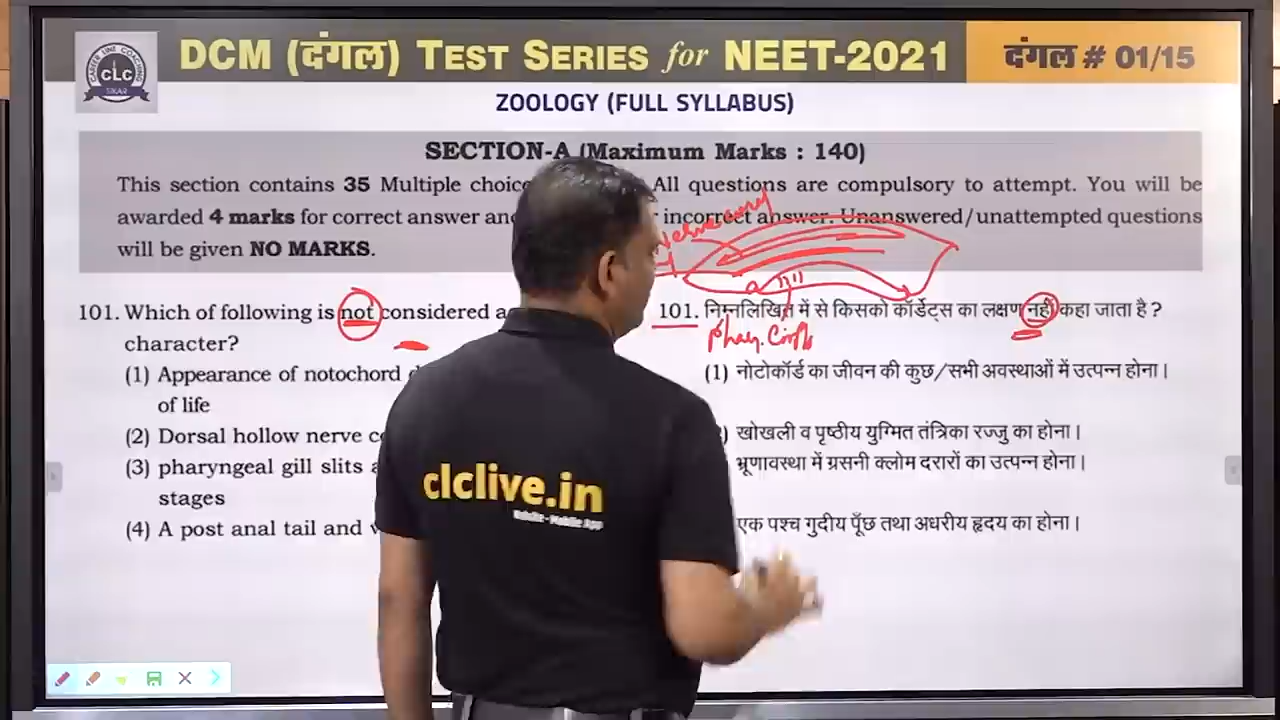 DCM (दंगल) TEST SERIES for NEET-2021
दंगल # 01/15
CAREER LINE COACHING
CLC
SIKAR
ZOOLOGY (FULL SYLLABUS)
SECTION-A (Maximum Marks : 140)
This section contains 35 Multiple All questions are compulsory to attempt. You will be
awarded 4 marks for correct answer incorrect answer. Unanswered/unattempted questions
will be given NO MARKS.
101. Which of following is not considered
character?
(1) Appearance of notochord
of life
(2) Dorsal hollow nerve
(3) pharyngeal gill slits
stages
(4) A post anal tail and
101. निम्नलिखित में से किसको कॉर्डेट्स का लक्षण नहीं कहा जाता है ?
(1) नोटोकॉर्ड का जीवन की कुछ/सभी अवस्थाओं में उत्पन्न होना।
खोखली व पृष्ठीय युग्मित तंत्रिका रज्जु का होना।
भ्रूणावस्था में ग्रसनी क्लोम दरारों का उत्पन्न होना।
एक पश्च गुदीय पूँछ तथा अधरीय हृदय का होना।
clclive.in